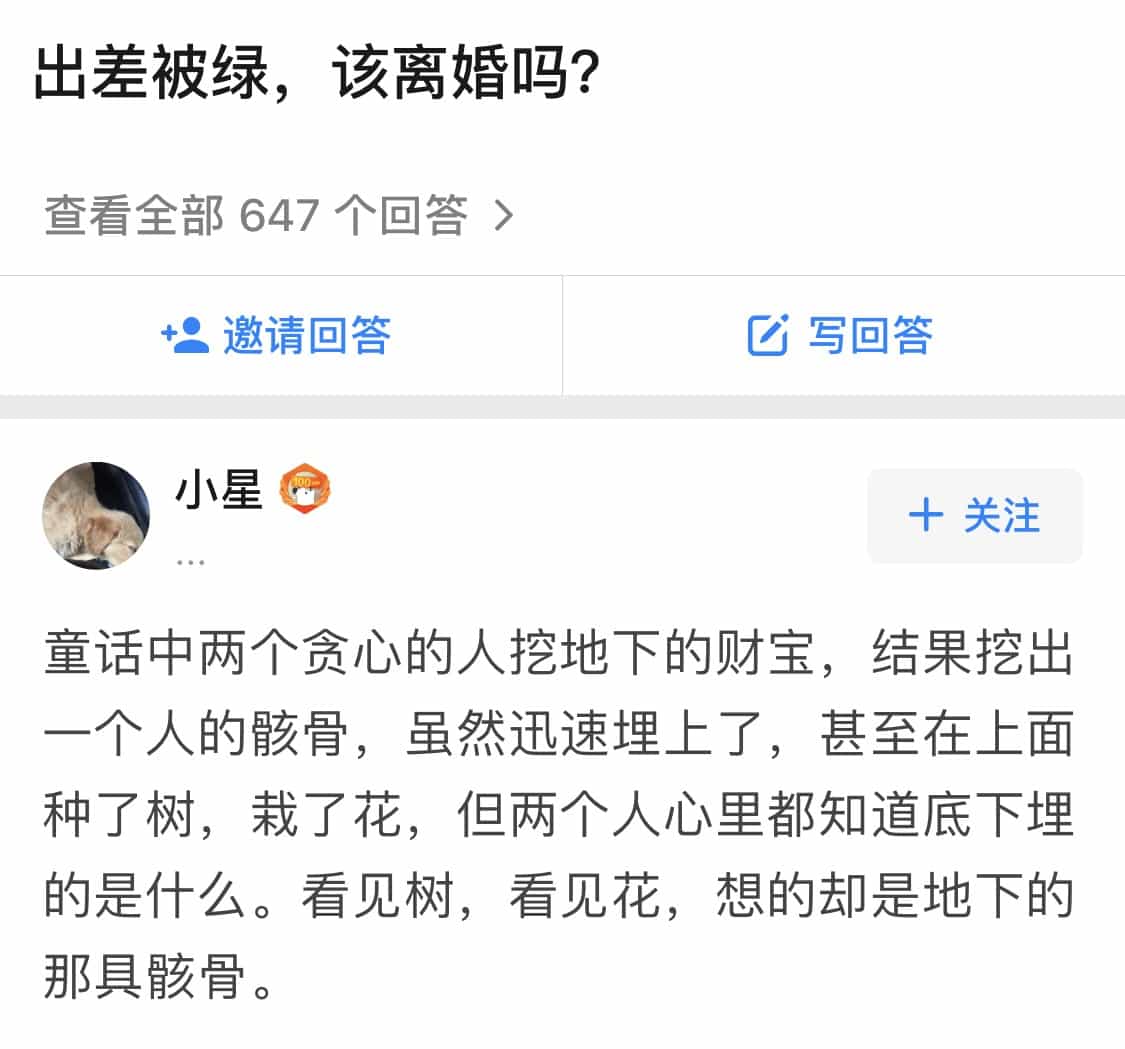 出差被绿，该离婚吗？
查看全部 647 个回答 >
邀请回答
写回答
小星
100
...
+ 关注
童话中两个贪心的人挖地下的财宝，结果挖出
一个人的骸骨，虽然迅速埋上了，甚至在上面
种了树，栽了花，但两个人心里都知道底下埋
的是什么。看见树，看见花，想的却是地下的
那具骸骨。